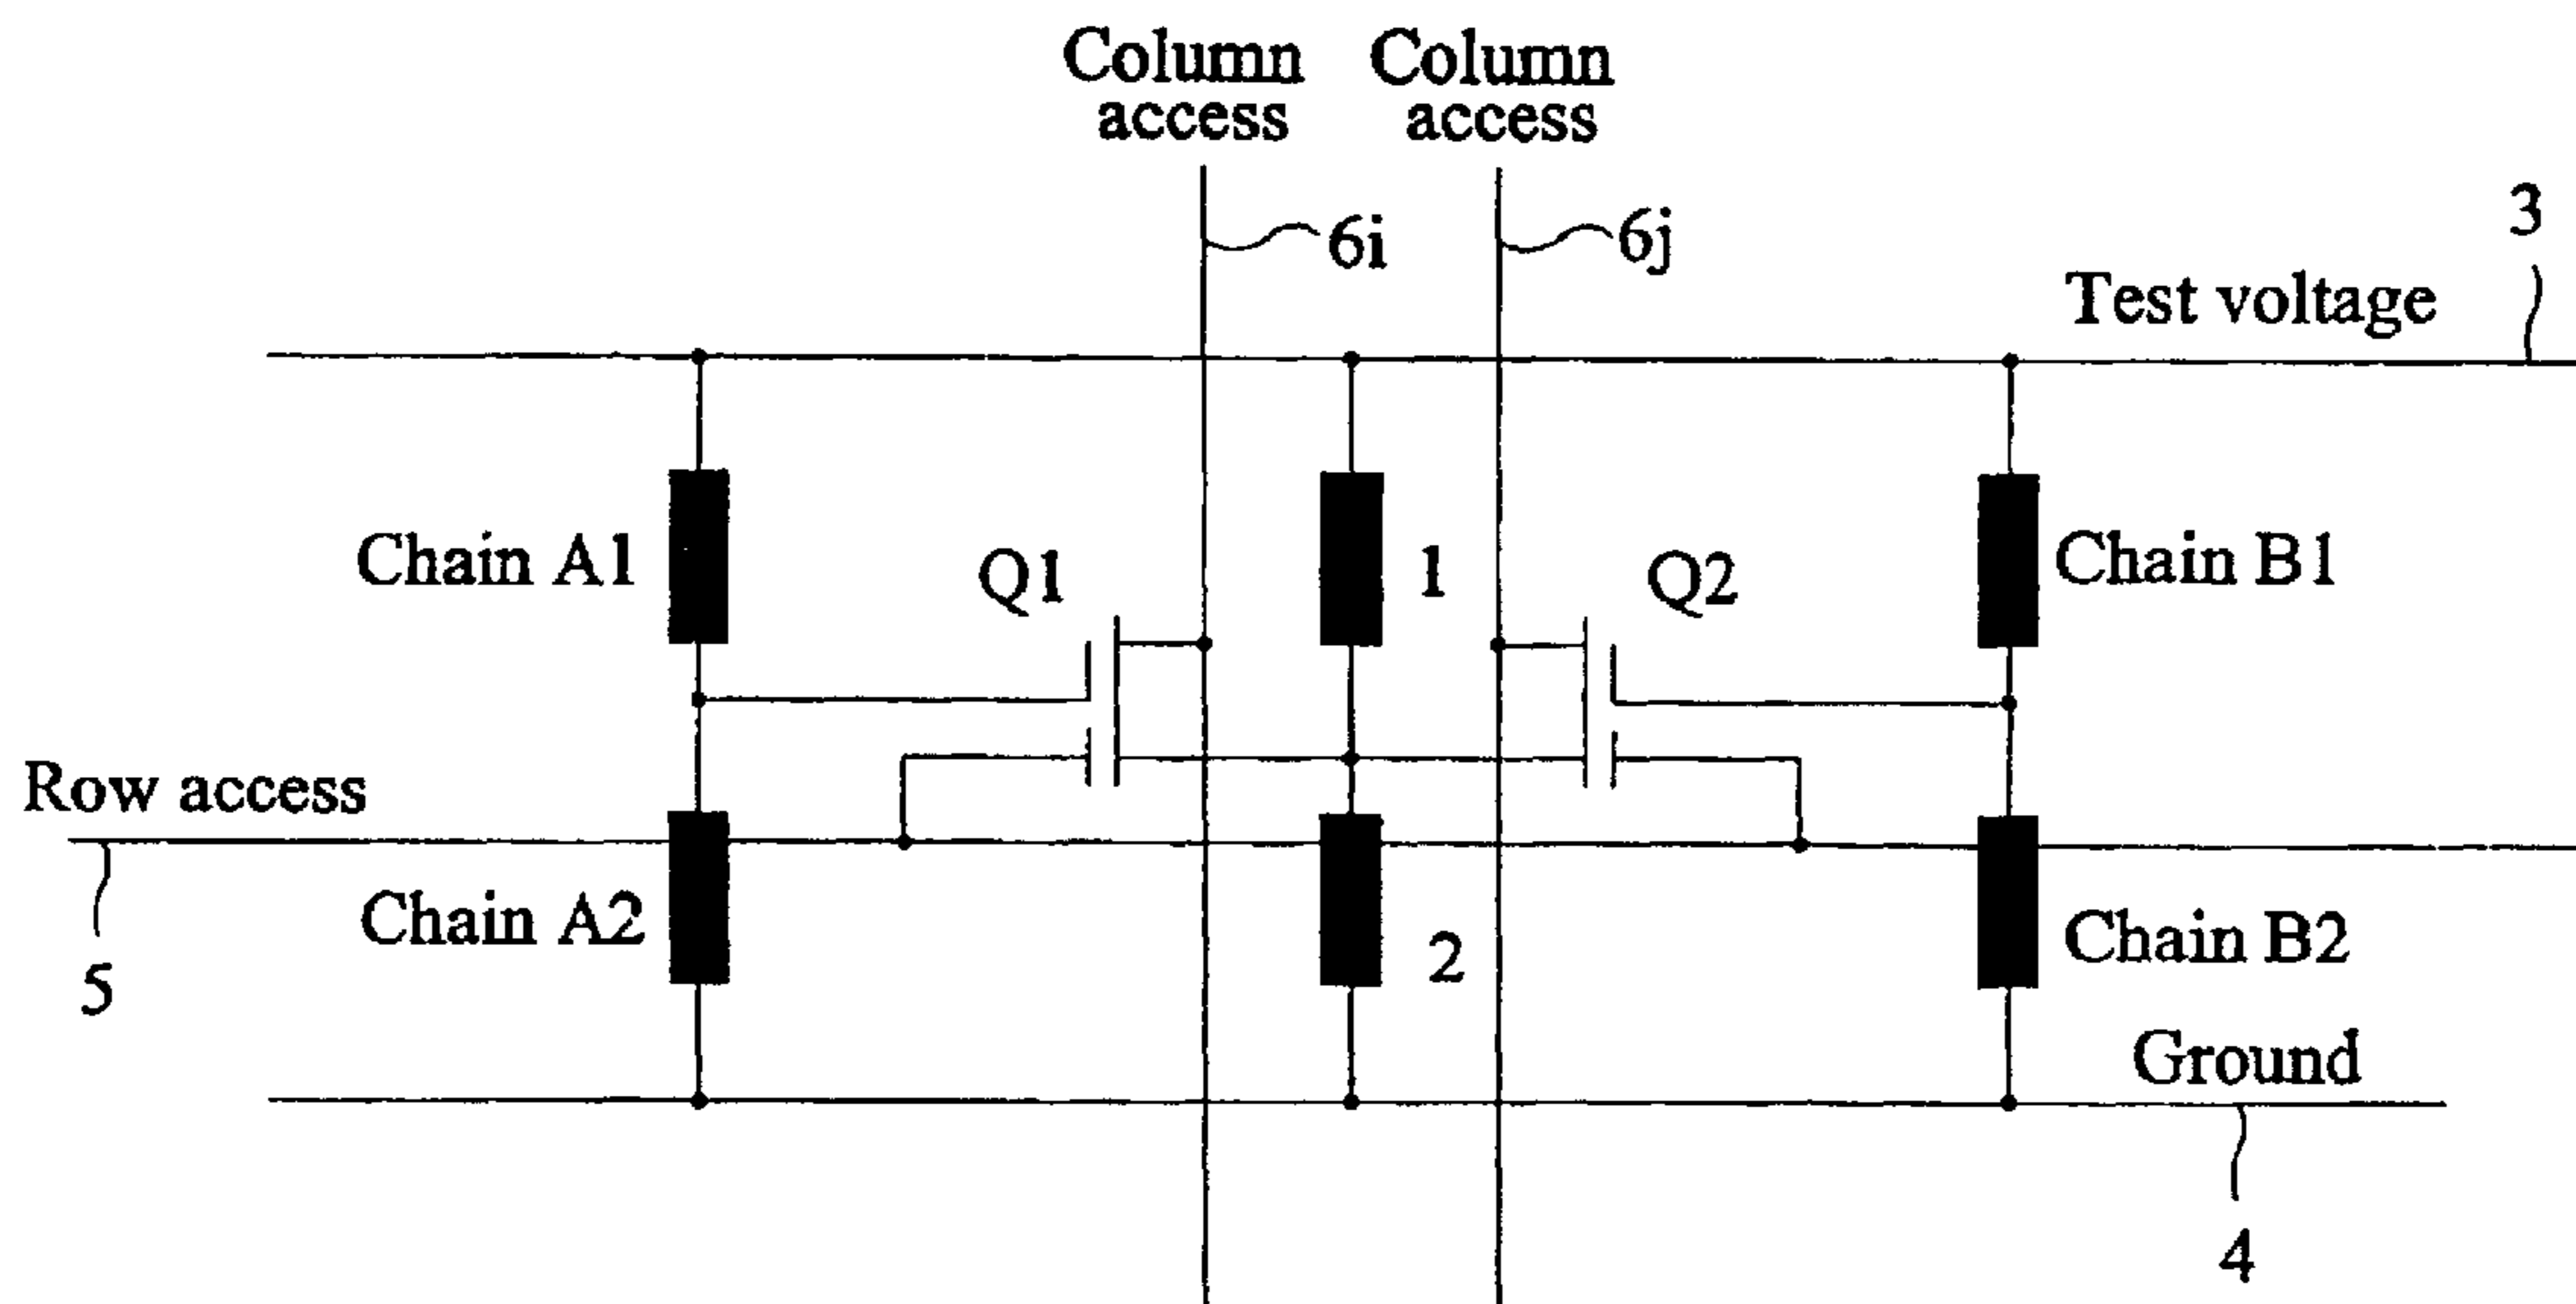 Column
access
Column
access
6i
6j
3
Test voltage
Chain A1
Q1
1
Q2
Chain B1
Row access
Chain A2
2
Chain B2
5
Ground
4